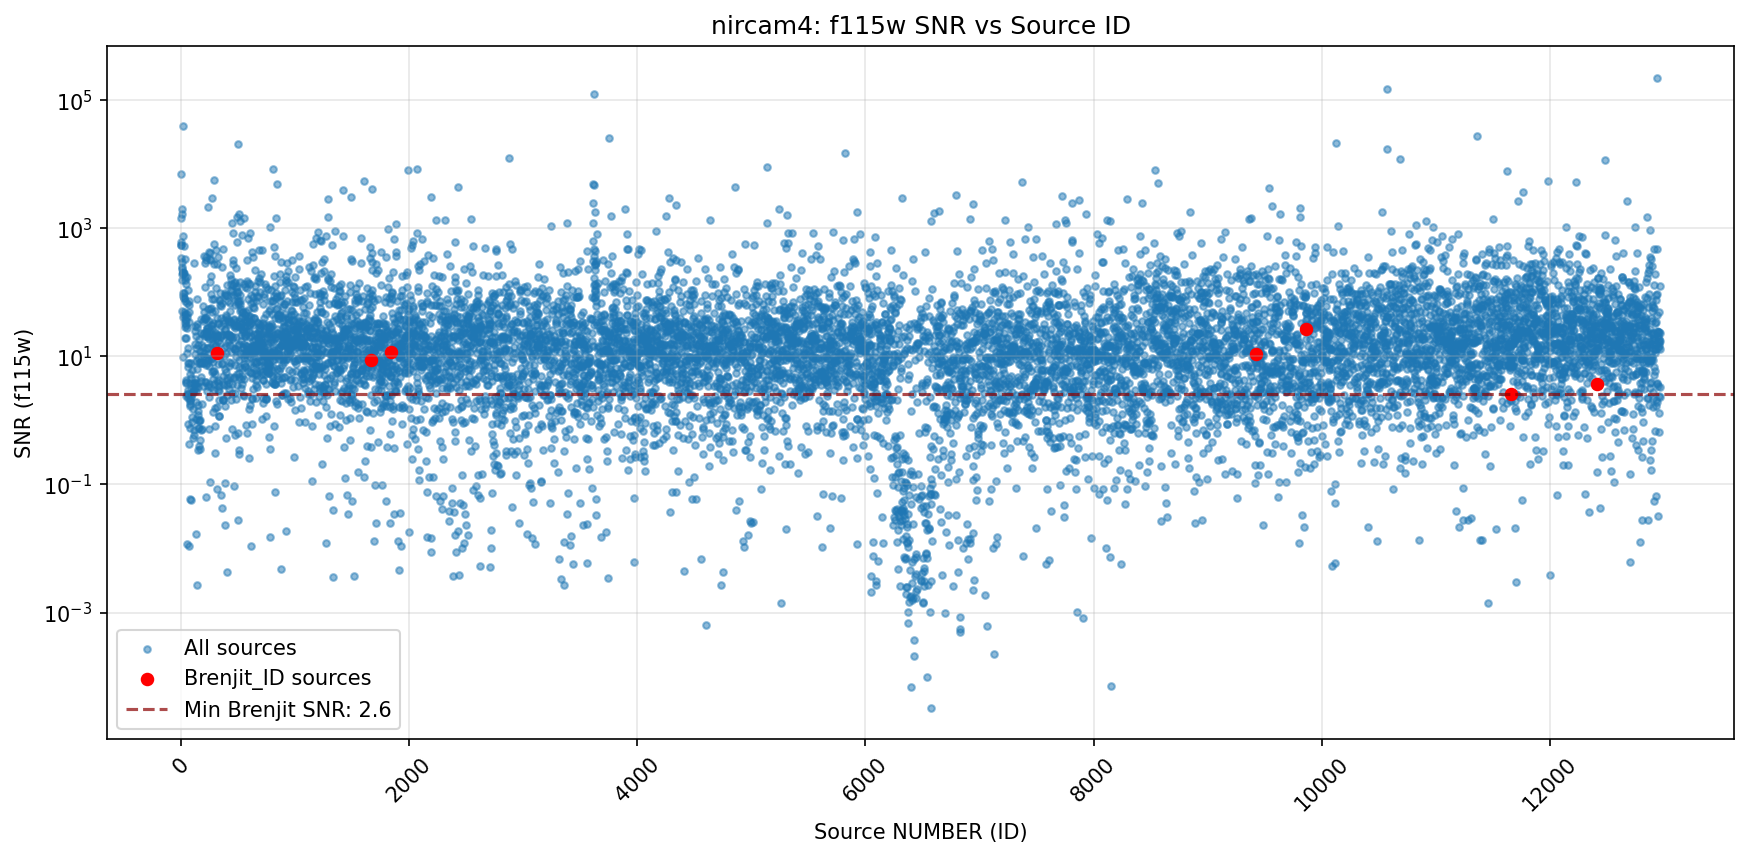 nircam4: f115w SNR vs Source ID
SNR (f115w)
10^5
10^3
10^1
10^-1
10^-3
All sources
Brenjit_ID sources
Min Brenjit SNR: 2.6
0
2000
4000
6000
8000
10000
12000
Source NUMBER (ID)